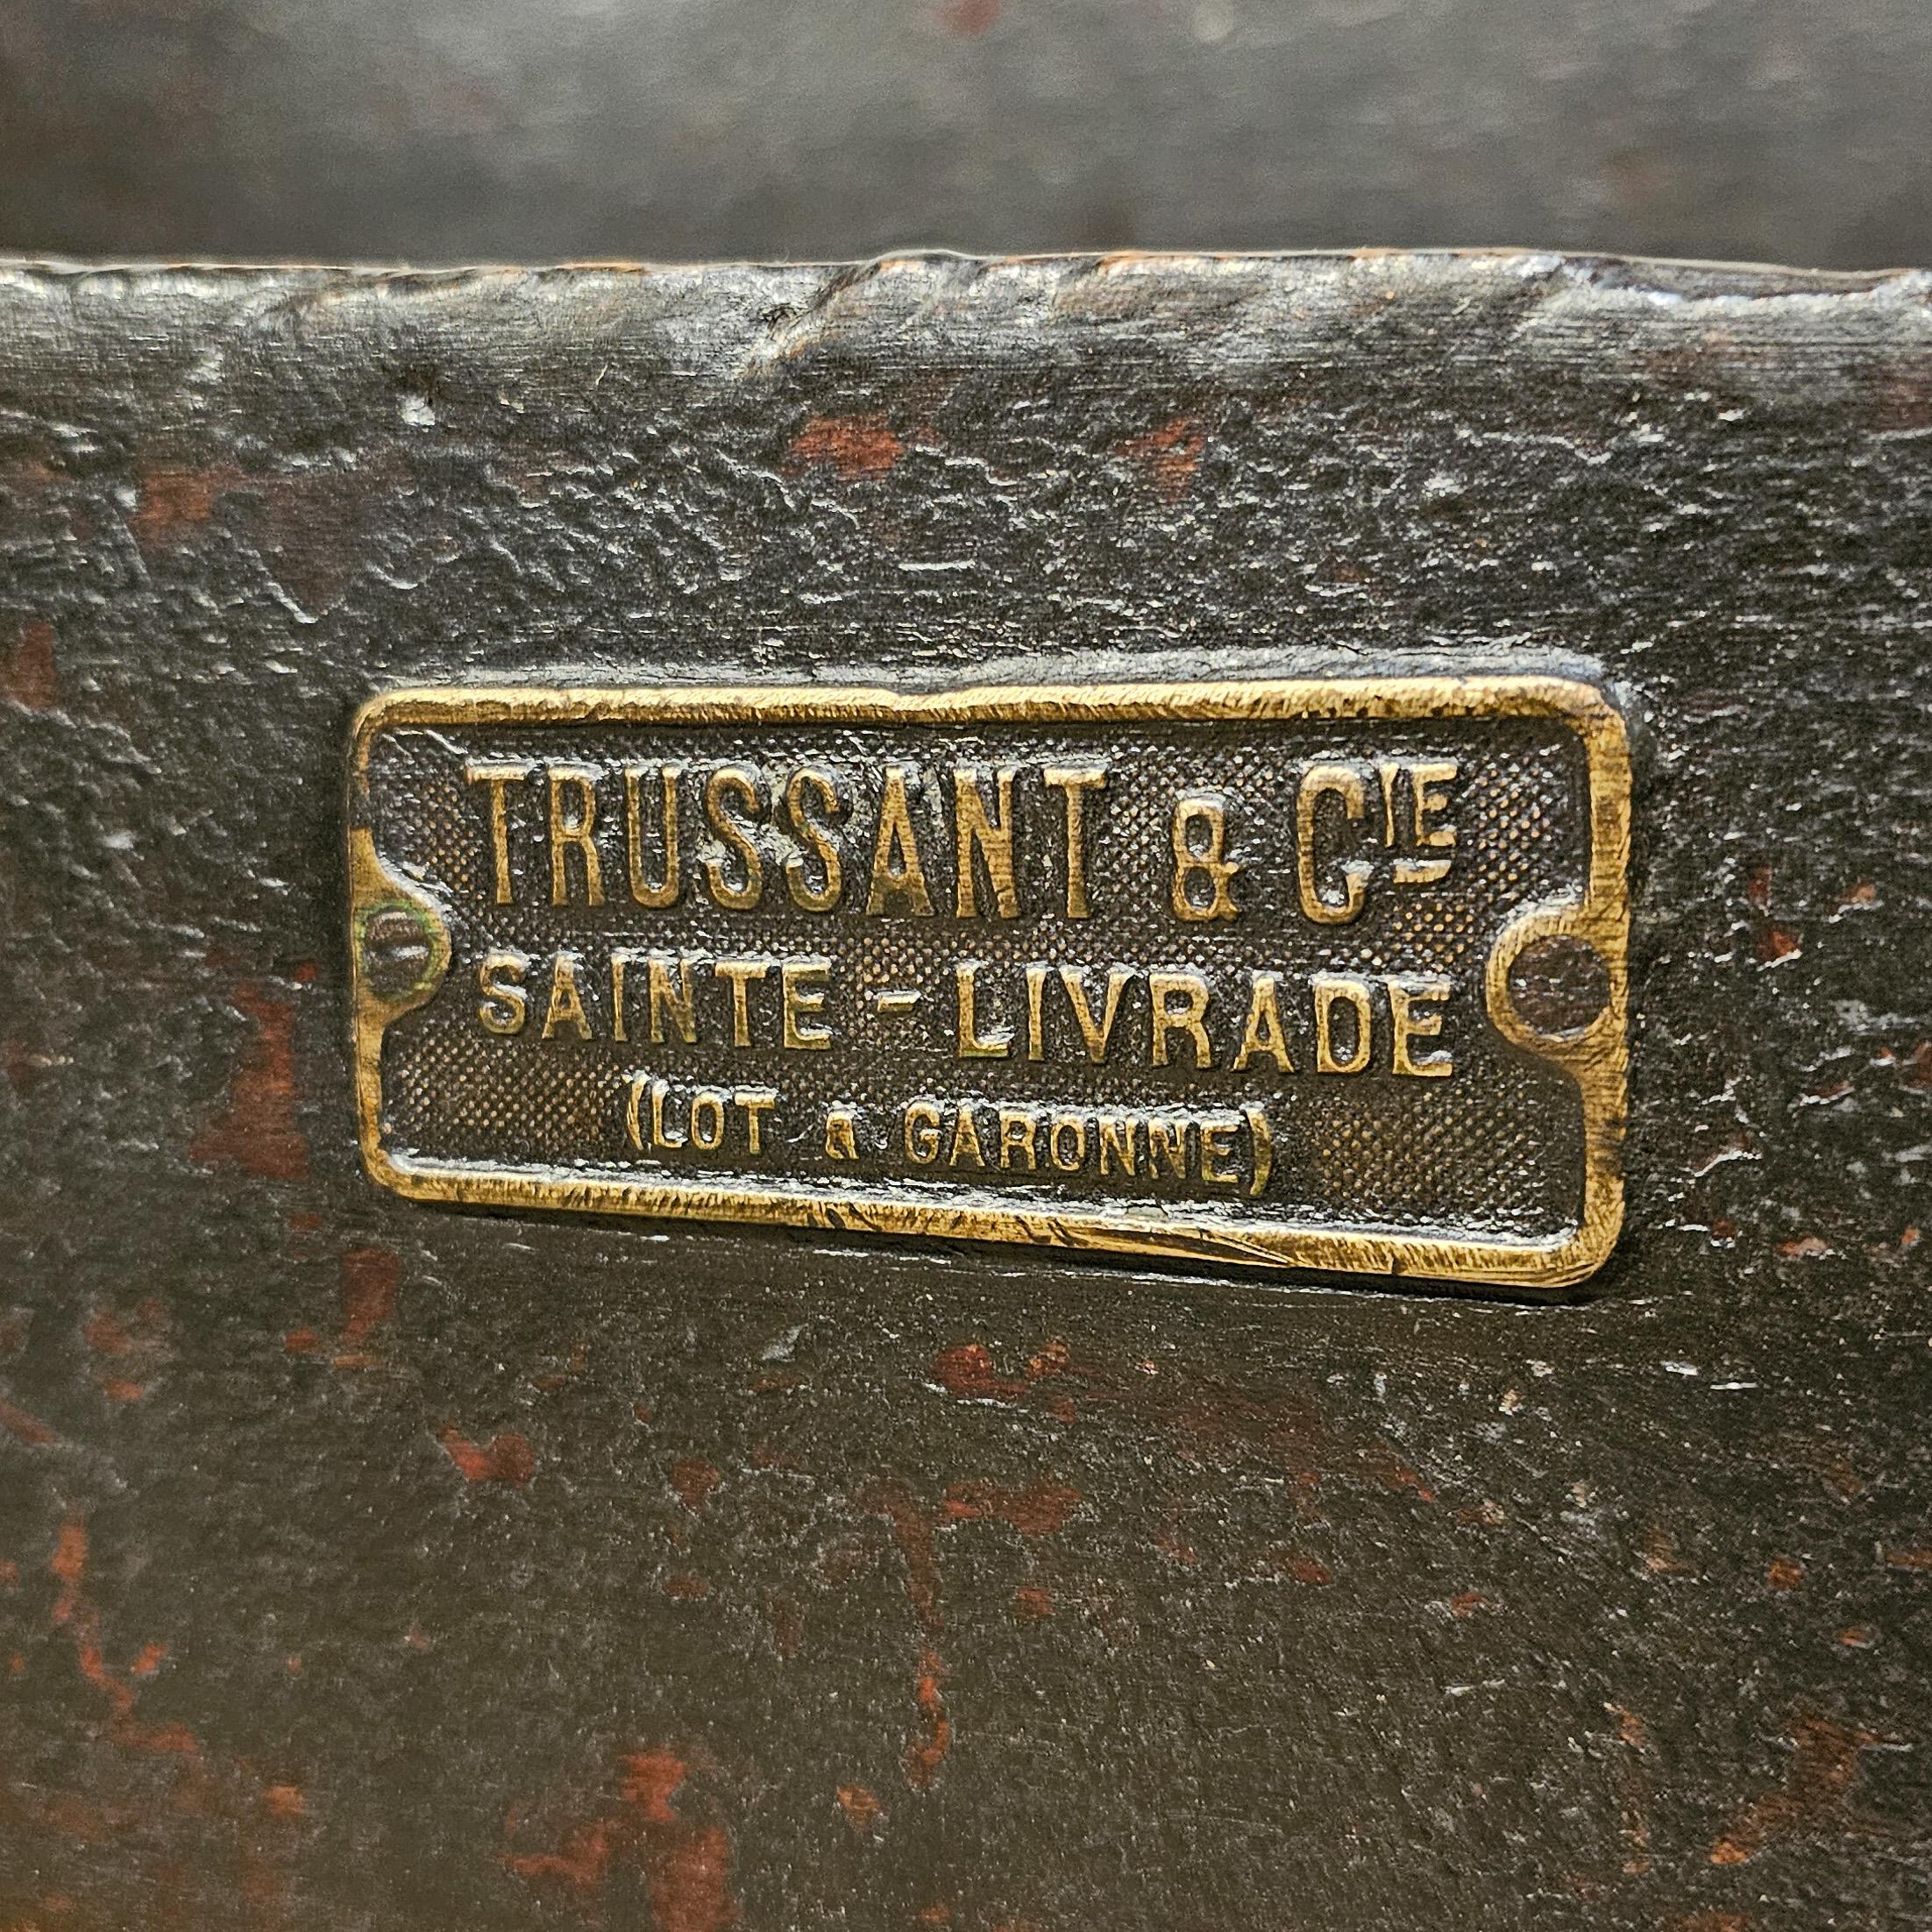 TRUSSANT & CIE
SAINTE - LIVRADE
(LOT & GARONNE)